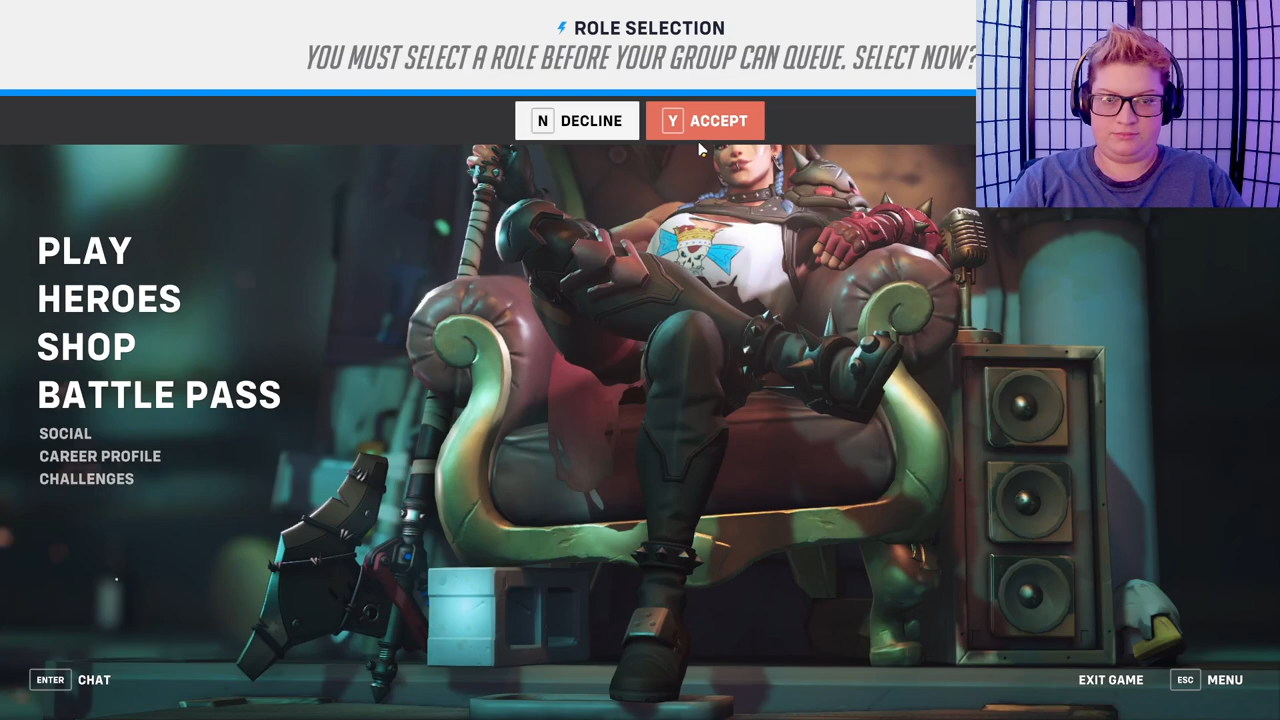 ROLE SELECTION
YOU MUST SELECT A ROLE BEFORE YOUR GROUP CAN QUEUE. SELECT NOW?
N DECLINE
Y ACCEPT
PLAY
HEROES
SHOP
BATTLE PASS
SOCIAL
CAREER PROFILE
CHALLENGES
ENTER CHAT
EXIT GAME
ESC MENU